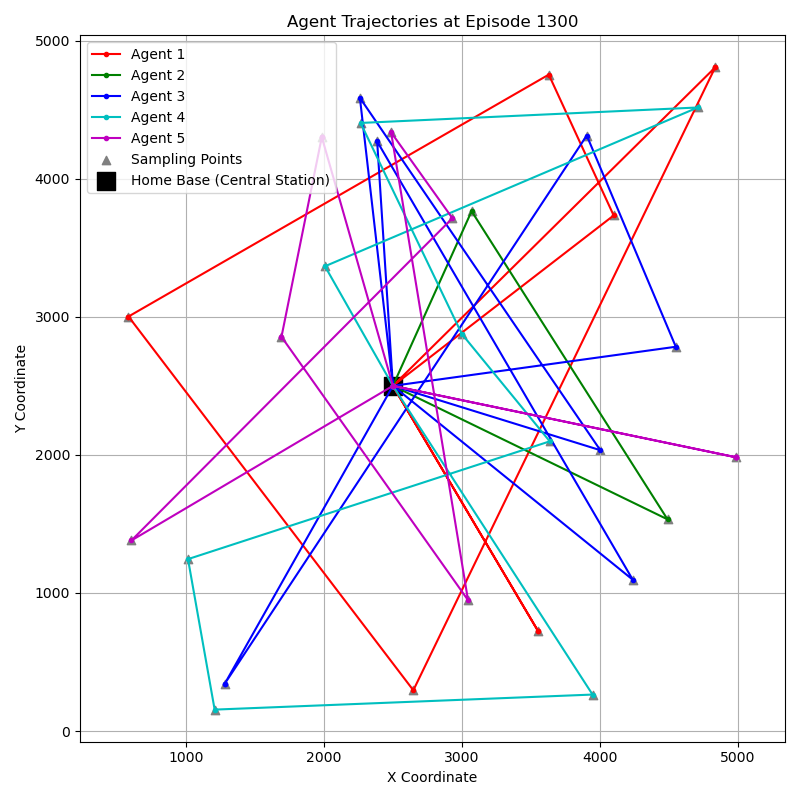 Agent Trajectories at Episode 1300
Agent 1
Agent 2
Agent 3
Agent 4
Agent 5
Sampling Points
Home Base (Central Station)
Y Coordinate
5000
4000
3000
2000
1000
0
1000 2000 3000 4000 5000
X Coordinate